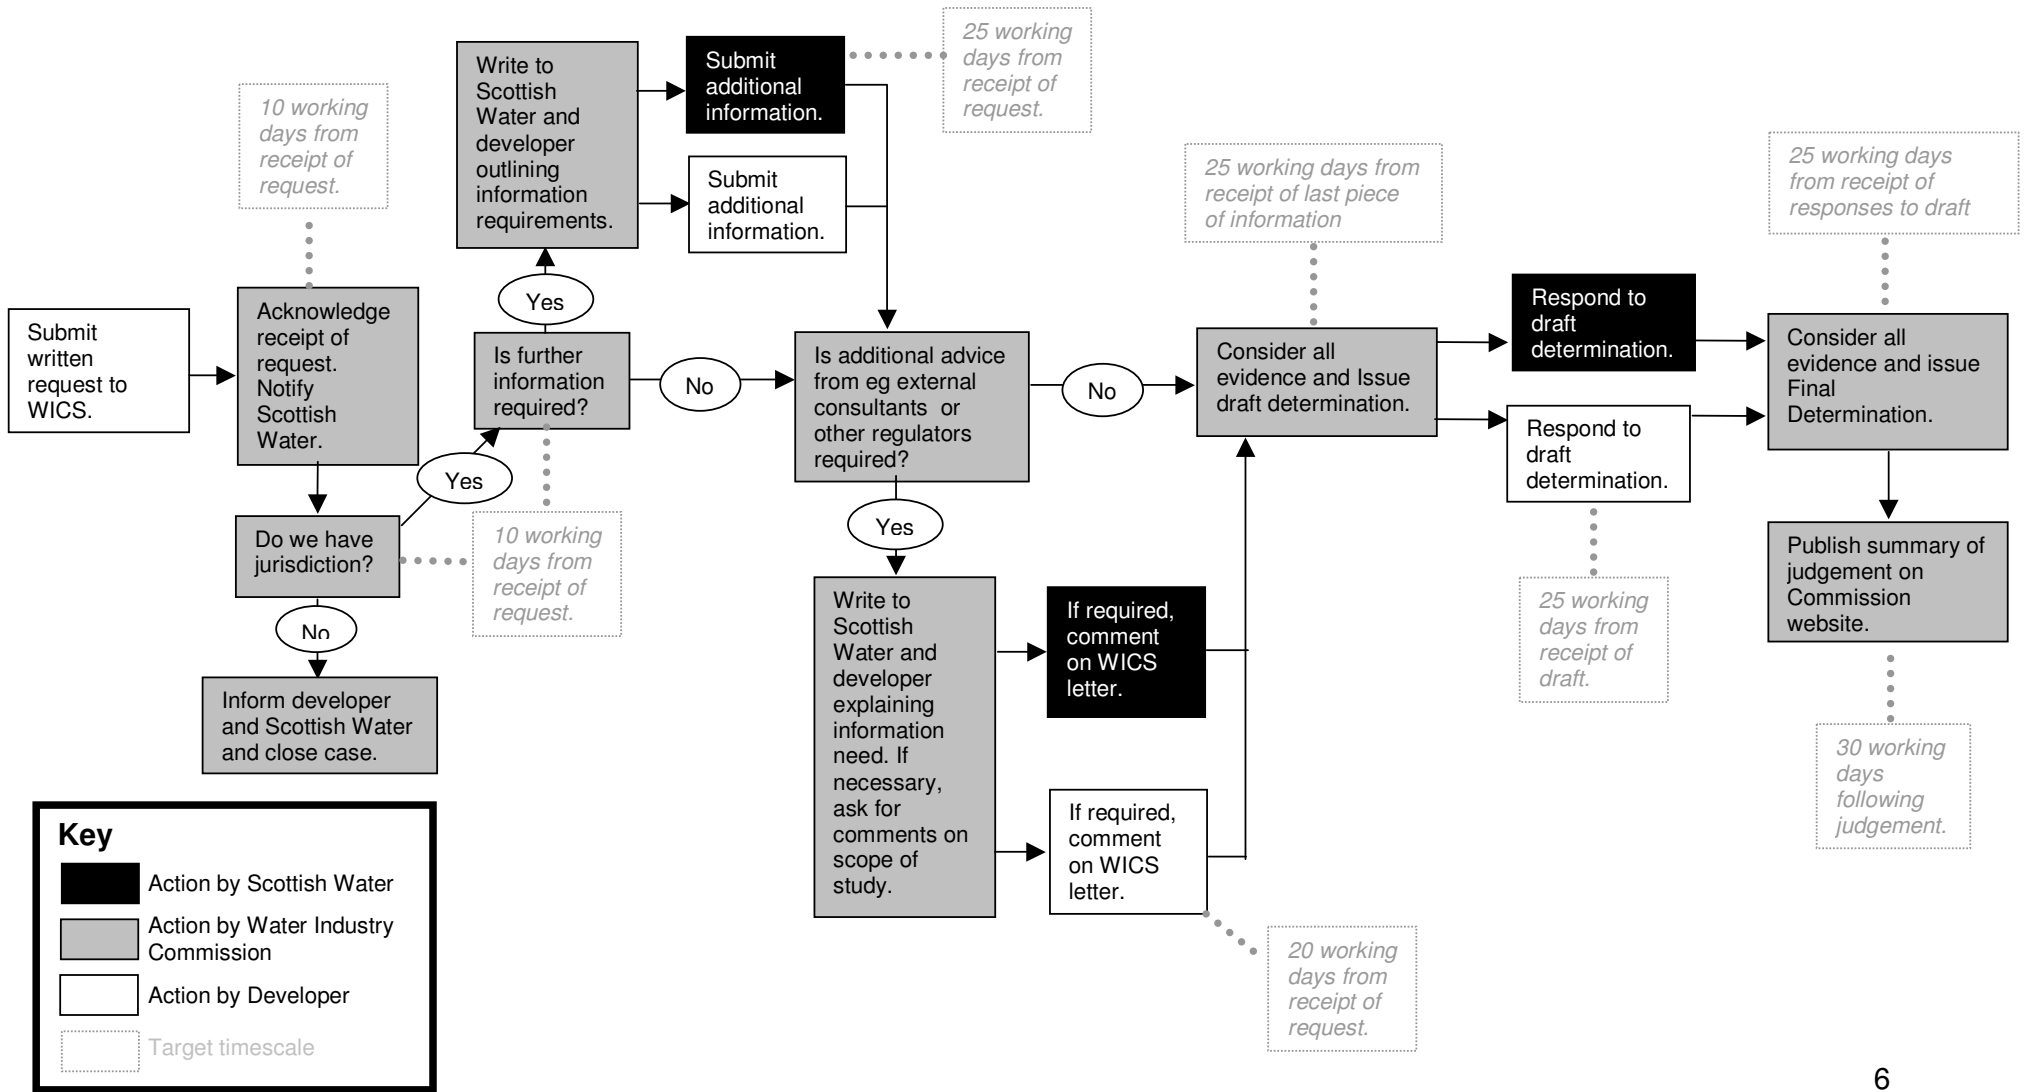 Submit
written
request to
WICS.
10 working
days from
receipt of
request.
Acknowledge
receipt of
request.
Notify
Scottish
Water.
Do we have
jurisdiction?
No
Inform developer
and Scottish Water
and close case.
Yes
10 working
days from
receipt of
request.
Is further
information
required?
Yes
Write to
Scottish
Water and
developer
outlining
information
requirements.
Submit
additional
information.
25 working
days from
receipt of
request.
Submit
additional
information.
No
Is additional advice
from eg external
consultants or
other regulators
required?
Yes
Write to
Scottish
Water and
developer
explaining
information
need. If
necessary,
ask for
comments on
scope of
study.
If required,
comment
on WICS
letter.
If required,
comment
on WICS
letter.
20 working
days from
receipt of
request.
No
25 working days from
receipt of last piece
of information
Consider all
evidence and Issue
draft determination.
Respond to
draft
determination.
Respond to
draft
determination.
25 working
days from
receipt of
draft.
25 working days
from receipt of
responses to draft
Consider all
evidence and issue
Final
Determination.
Publish summary of
judgement on
Commission
website.
30 working
days
following
judgement.
Key
Action by Scottish Water
Action by Water Industry
Commission
Action by Developer
Target timescale
6